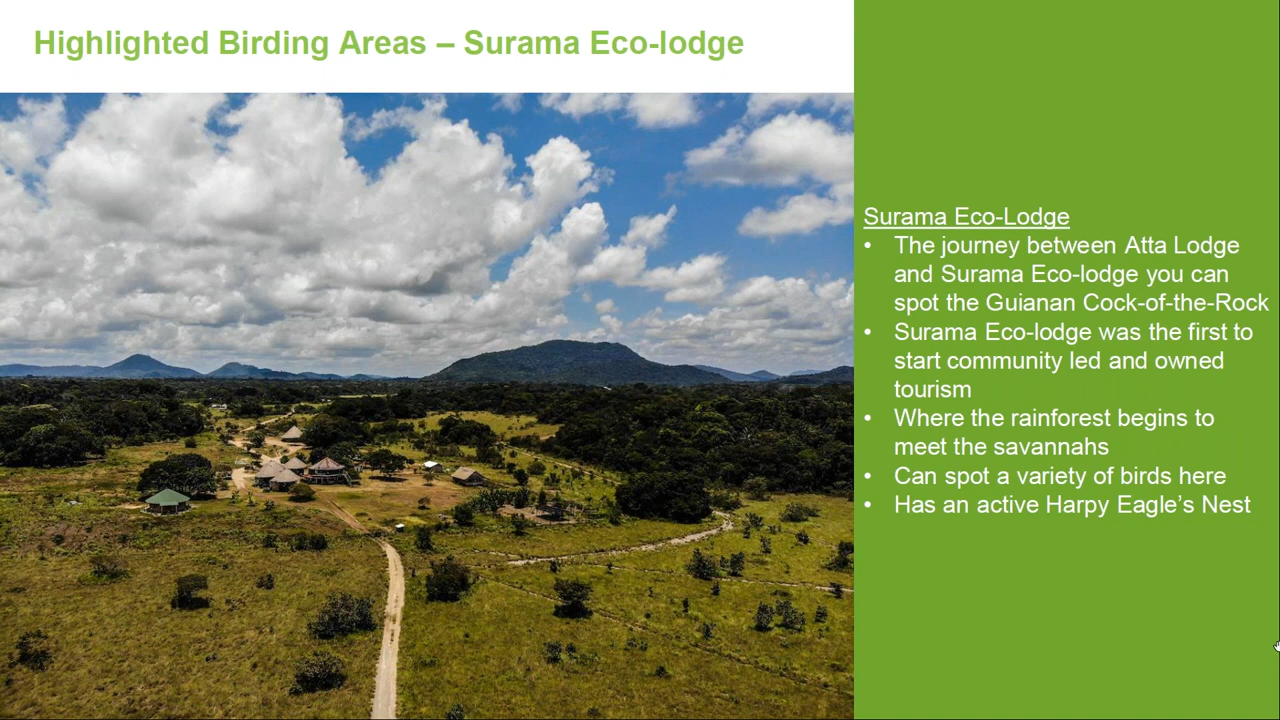 Highlighted Birding Areas – Surama Eco-lodge
Surama Eco-Lodge
• The journey between Atta Lodge
and Surama Eco-lodge you can
spot the Guianan Cock-of-the-Rock
• Surama Eco-lodge was the first to
start community led and owned
tourism
• Where the rainforest begins to
meet the savannahs
• Can spot a variety of birds here
• Has an active Harpy Eagle’s Nest